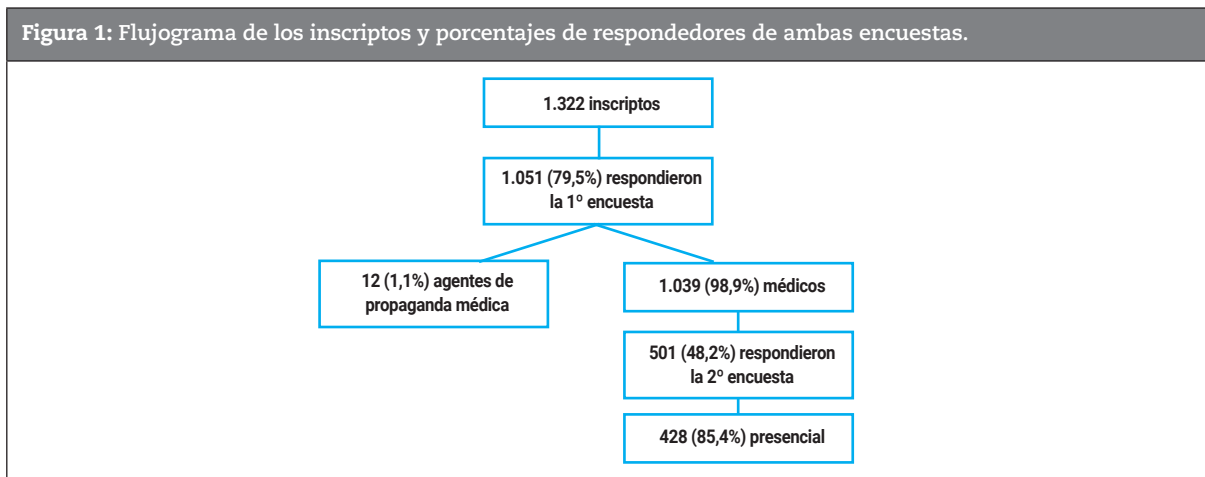 Figura 1: Flujograma de los inscriptos y porcentajes de respondedores de ambas encuestas.
1.322 inscriptos
1.051 (79,5%) respondieron
la 1º encuesta
12 (1,1%) agentes de
propaganda médica
1.039 (98,9%) médicos
501 (48,2%) respondieron
la 2º encuesta
428 (85,4%) presencial